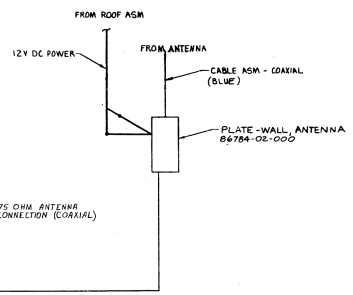 FROM ROOF ASM
12V DC POWER
FROM ANTENNA
CABLE ASM - COAXIAL
(BLUE)
PLATE-WALL, ANTENNA
86784-02-000
75 OHM ANTENNA
CONNECTION (COAXIAL)